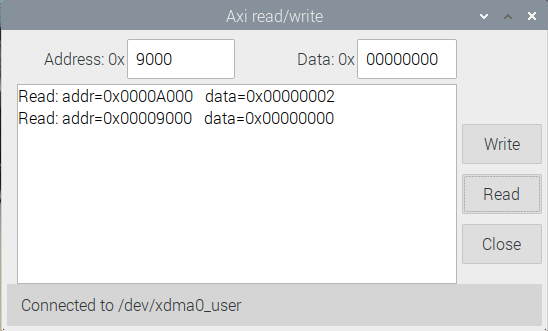 Axi read/write
Address: 0x 9000 Data: 0x 00000000
Read: addr=0x0000A000 data=0x00000002
Read: addr=0x00009000 data=0x00000000
Write
Read
Close
Connected to /dev/xdma0_user